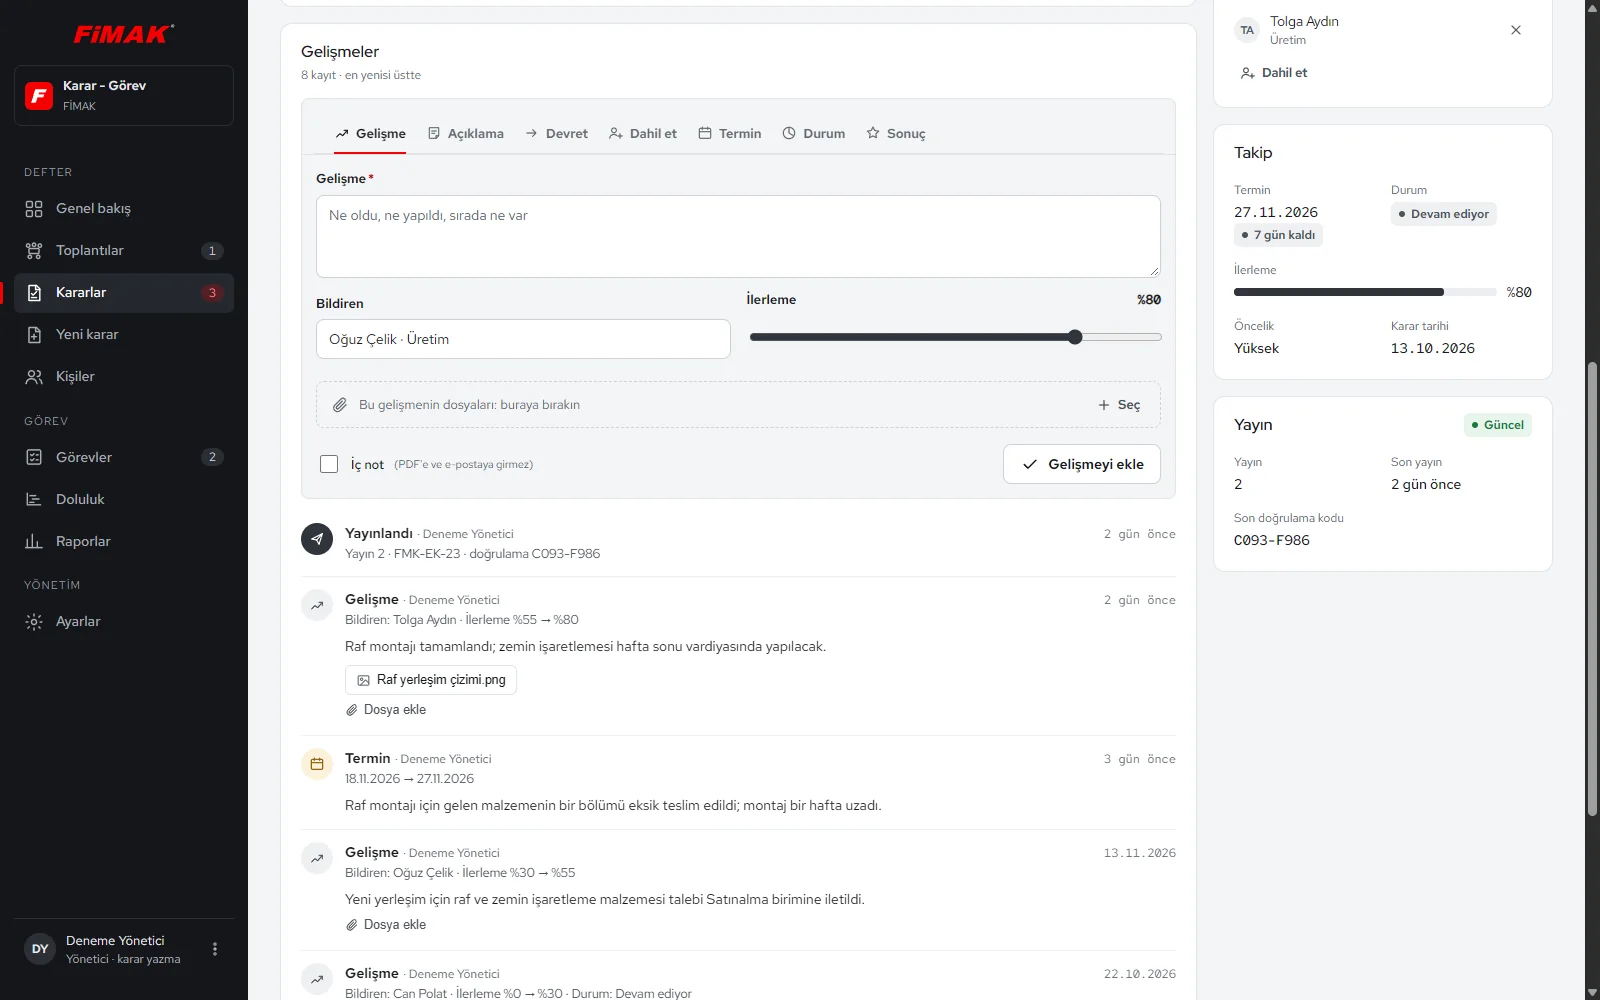 FiMAK
Karar - Görev
FİMAK
DEFTER
Genel bakış
Toplantılar 1
Kararlar 3
Yeni karar
Kişiler
GÖREV
Görevler 2
Doluluk
Raporlar
YÖNETİM
Ayarlar
DY
Deneme Yönetici
Yönetici · karar yazma
Gelişmeler
8 kayıt · en yenisi üstte
Gelişme Açıklama Devret Dahil et Termin Durum Sonuç
Gelişme *
Ne oldu, ne yapıldı, sırada ne var
Bildiren
Oğuz Çelik · Üretim
İlerleme %80
Bu gelişmenin dosyaları: buraya bırakın
Seç
İç not (PDF'e ve e-postaya girmez)
Gelişmeyi ekle
Yayınlandı · Deneme Yönetici 2 gün önce
Yayın 2 · FMK-EK-23 · doğrulama C093-F986
Gelişme · Deneme Yönetici 2 gün önce
Bildiren: Tolga Aydın · İlerleme %55 → %80
Raf montajı tamamlandı; zemin işaretlemesi hafta sonu vardiyasında yapılacak.
Raf yerleşim çizimi.png
Dosya ekle
Termin · Deneme Yönetici 3 gün önce
18.11.2026 → 27.11.2026
Raf montajı için gelen malzemenin bir bölümü eksik teslim edildi; montaj bir hafta uzadı.
Gelişme · Deneme Yönetici 13.11.2026
Bildiren: Oğuz Çelik · İlerleme %30 → %55
Yeni yerleşim için raf ve zemin işaretleme malzemesi talebi Satınalma birimine iletildi.
Dosya ekle
Gelişme · Deneme Yönetici 22.10.2026
Bildiren: Can Polat · İlerleme %0 → %30 · Durum: Devam ediyor
TA
Tolga Aydın
Üretim
Dahil et
Takip
Termin
27.11.2026
7 gün kaldı
Durum
Devam ediyor
İlerleme
%80
Öncelik
Yüksek
Karar tarihi
13.10.2026
Yayın
Güncel
Yayın
2
Son yayın
2 gün önce
Son doğrulama kodu
C093-F986